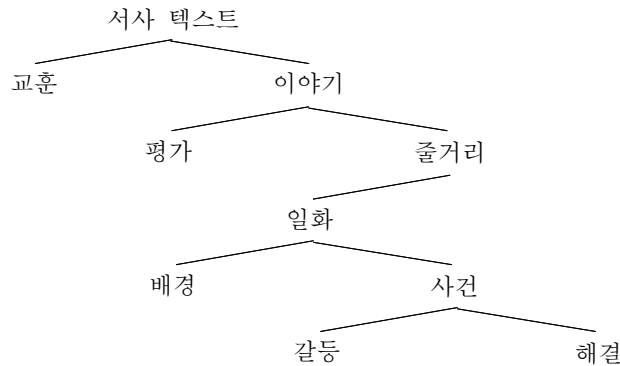 서사 텍스트
교훈 이야기
평가 줄거리
일화
배경 사건
갈등 해결